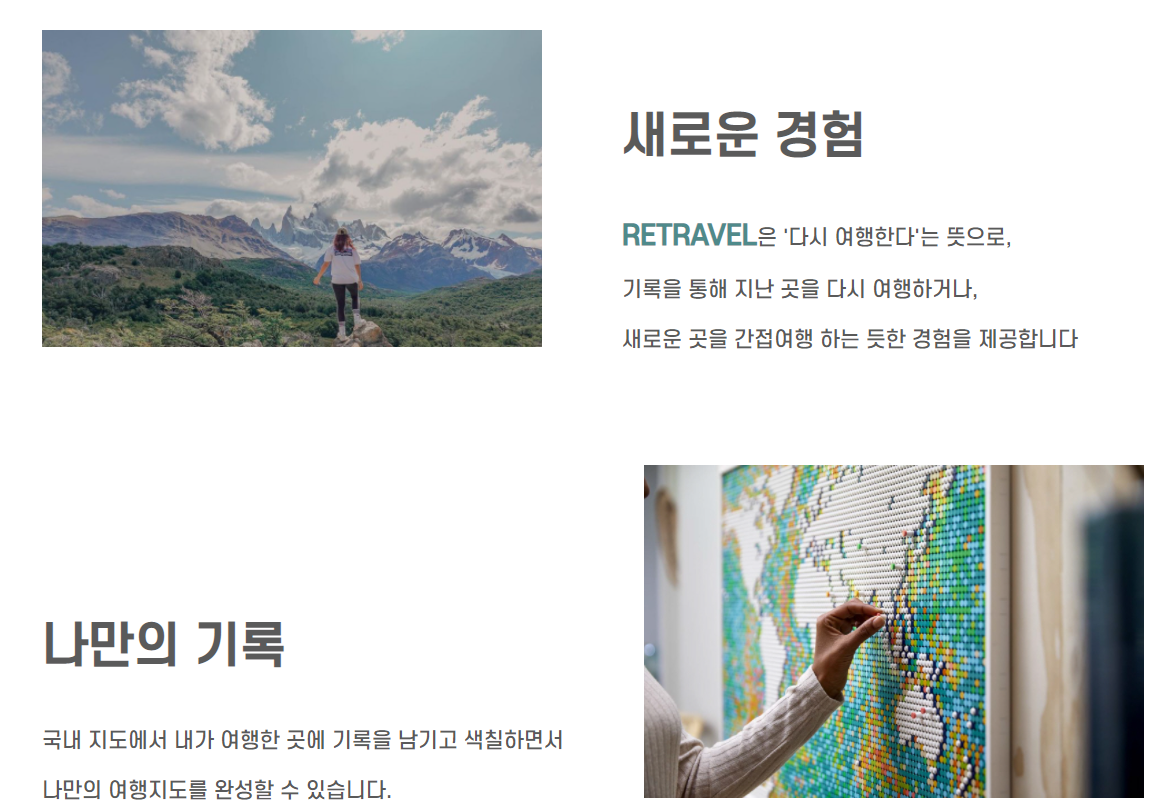 새로운 경험
RETRAVEL은 '다시 여행한다'는 뜻으로,
기록을 통해 지난 곳을 다시 여행하거나,
새로운 곳을 간접여행 하는 듯한 경험을 제공합니다
나만의 기록
국내 지도에서 내가 여행한 곳에 기록을 남기고 색칠하면서
나만의 여행지도를 완성할 수 있습니다.